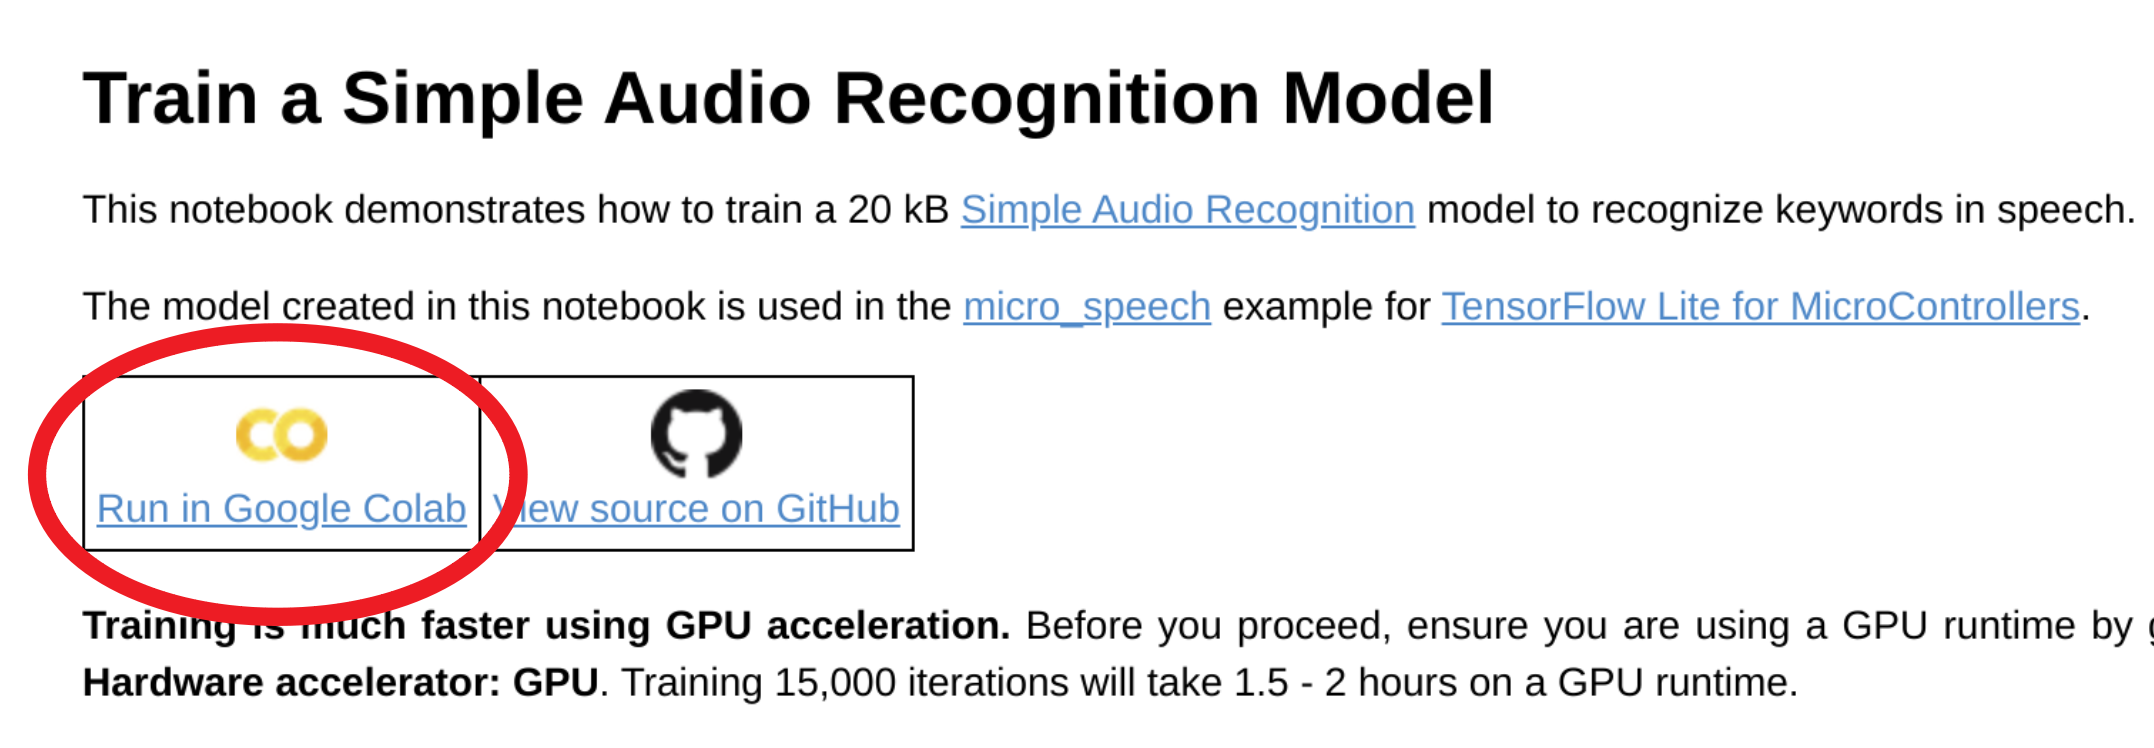 Train a Simple Audio Recognition Model
This notebook demonstrates how to train a 20 kB Simple Audio Recognition model to recognize keywords in speech.
The model created in this notebook is used in the micro_speech example for TensorFlow Lite for MicroControllers.
Run in Google Colab
View source on GitHub
Training is much faster using GPU acceleration. Before you proceed, ensure you are using a GPU runtime by
Hardware accelerator: GPU. Training 15,000 iterations will take 1.5 - 2 hours on a GPU runtime.